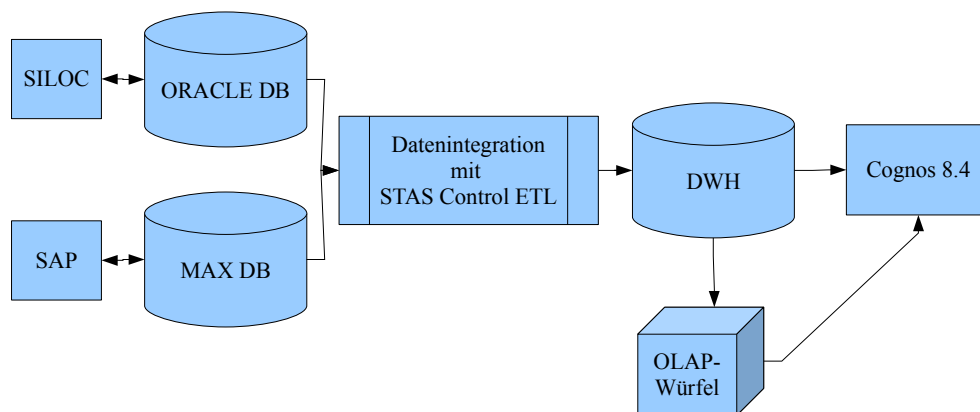 SILOC
ORACLE DB
SAP
MAX DB
Datenintegration
mit
STAS Control ETL
DWH
Cognos 8.4
OLAP-
Würfel